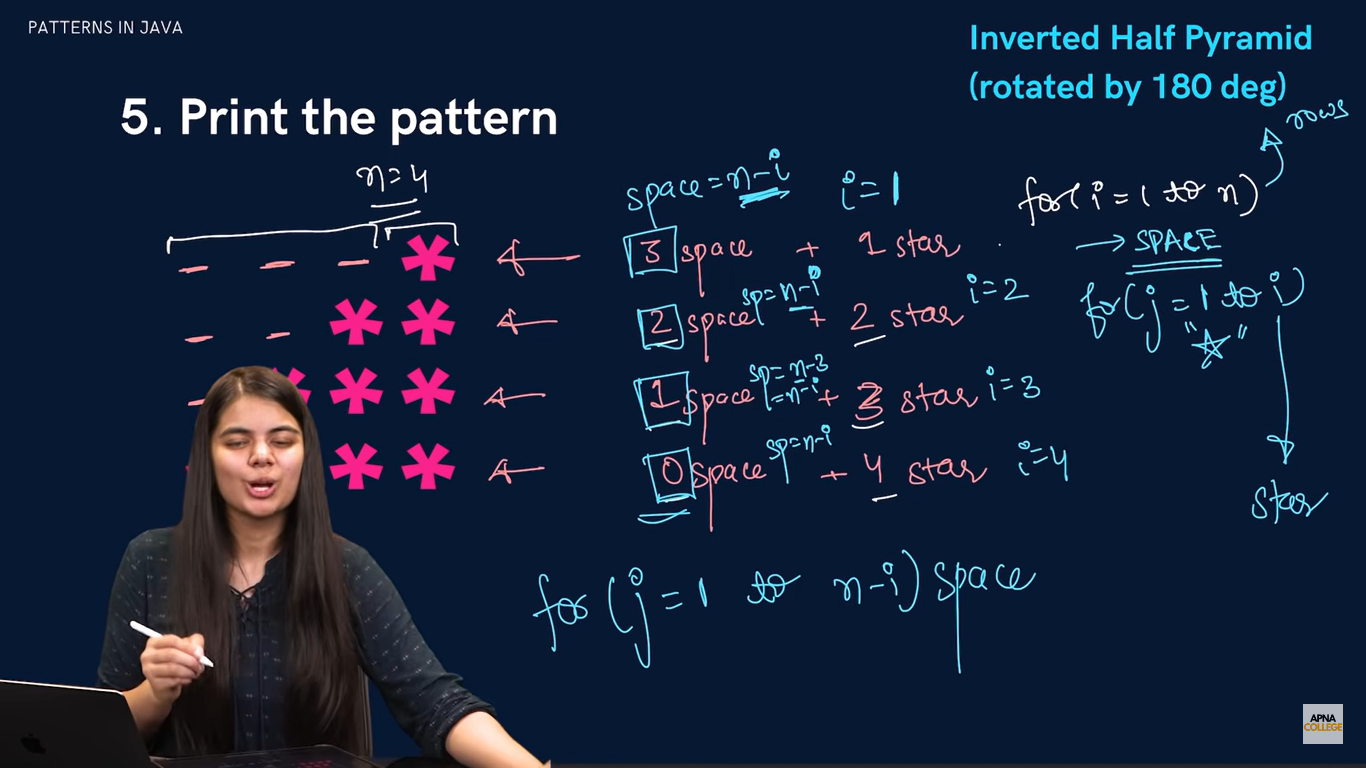 PATTERNS IN JAVA
Inverted Half Pyramid
(rotated by 180 deg)
5. Print the pattern
rows
n=4
space=n-i i=1
for(i=1 to n)
3 space + 1 star
→ SPACE
sp=n-i
2 space + 2 star i=2
for(j=1 to i)
"☆"
sp=n-3
=n-i
1 space + 3 star i=3
sp=n-i
0 space + 4 star i=4
star
for (j=1 to n-i) space
APNA
COLLEGE